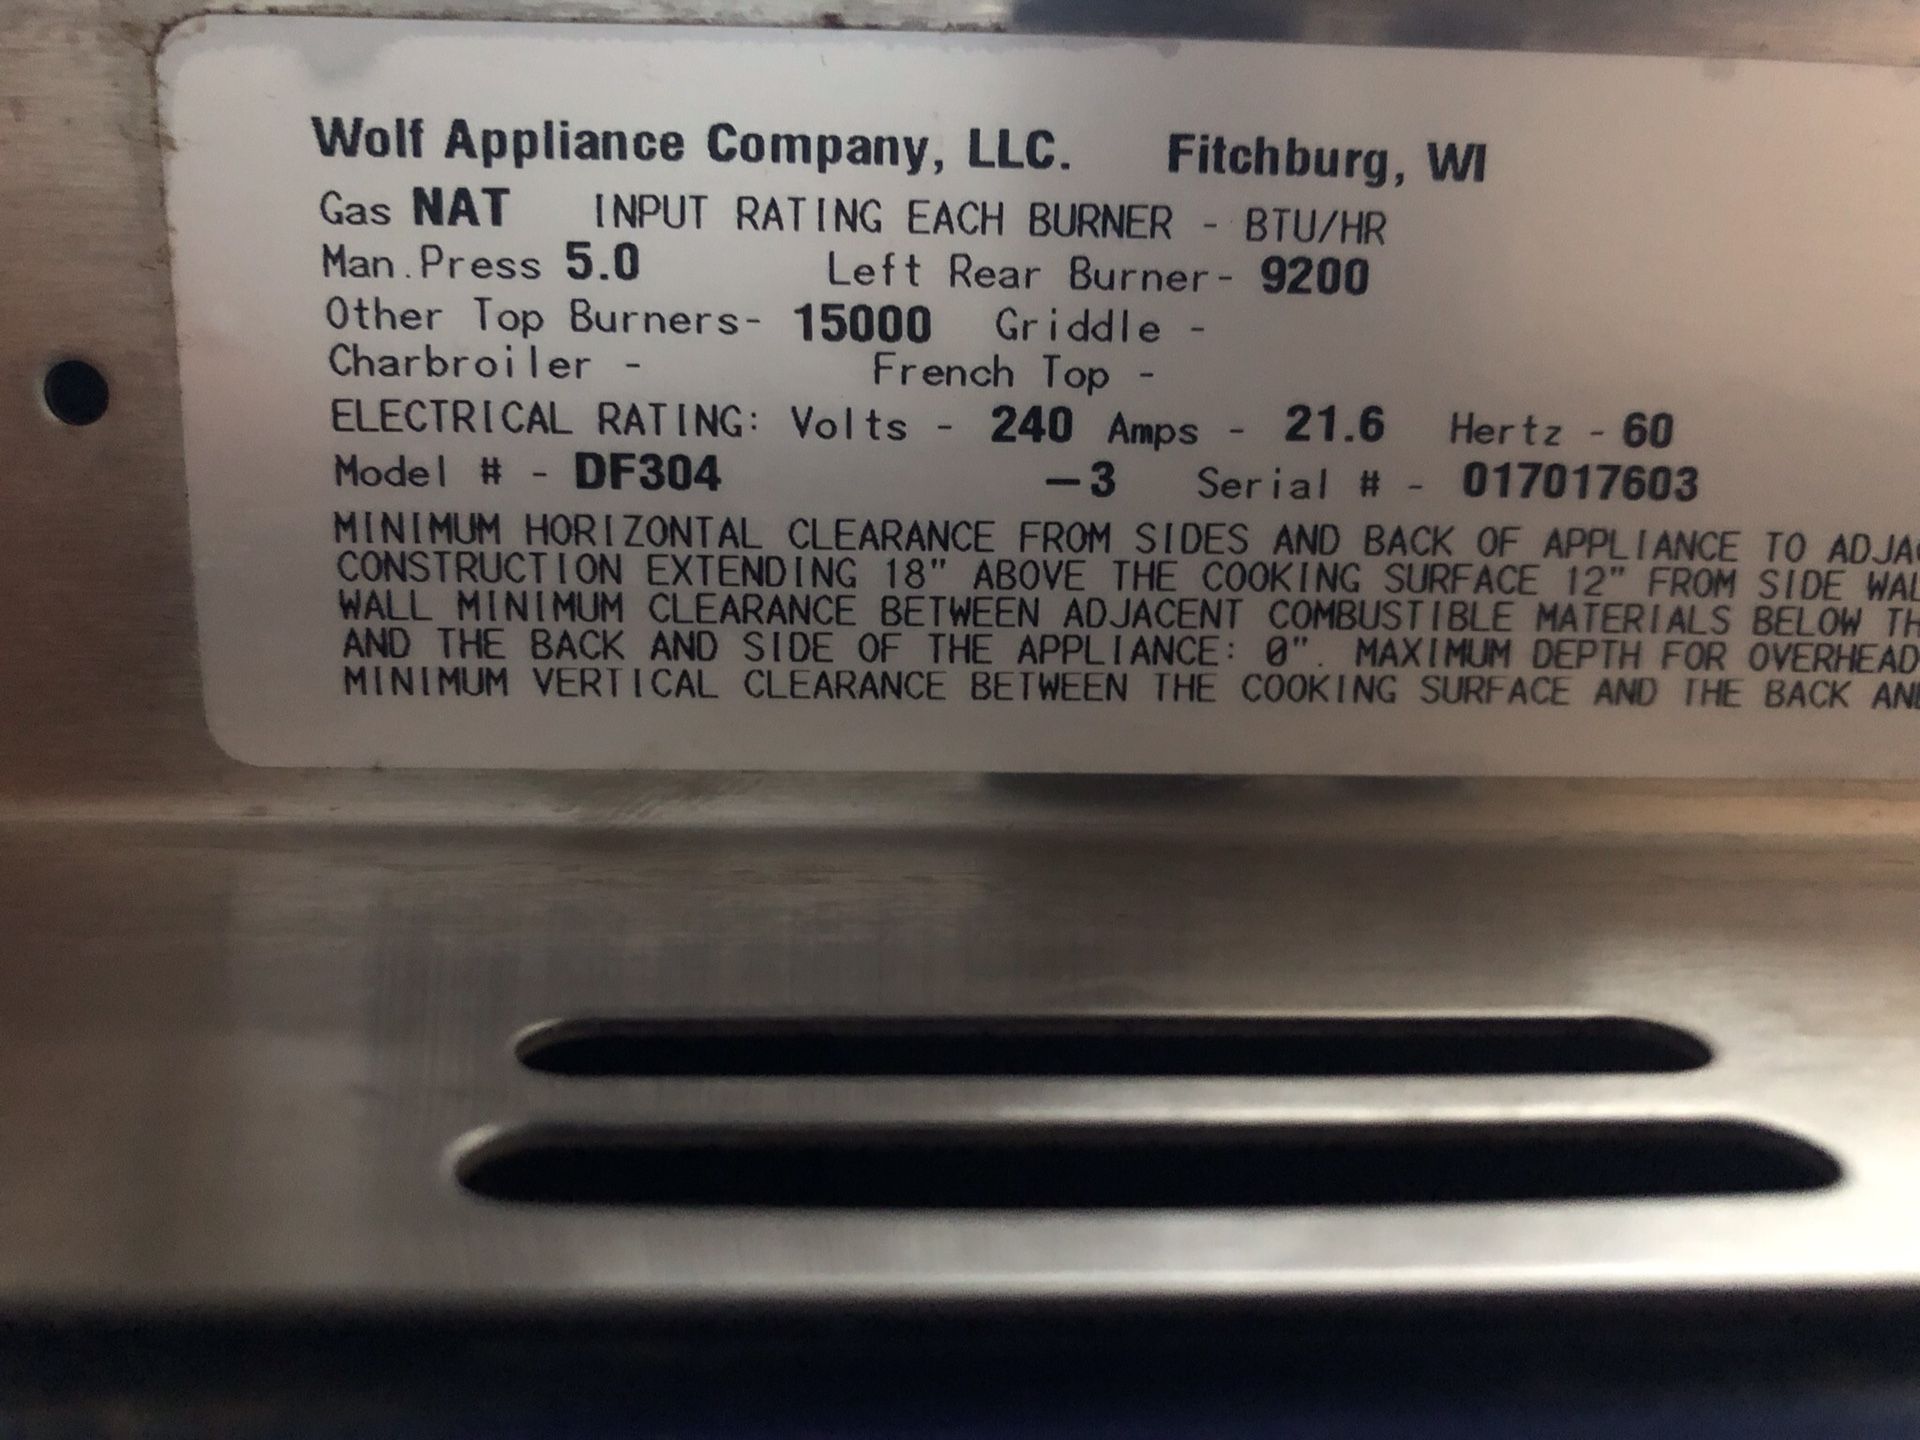 Wolf Appliance Company, LLC. Fitchburg, WI
Gas NAT INPUT RATING EACH BURNER - BTU/HR
Man.Press 5.0 Left Rear Burner- 9200
Other Top Burners- 15000 Griddle -
Charbroiler - French Top -
ELECTRICAL RATING: Volts - 240 Amps - 21.6 Hertz - 60
Model # - DF304 -3 Serial # - 017017603
MINIMUM HORIZONTAL CLEARANCE FROM SIDES AND BACK OF APPLIANCE TO
CONSTRUCTION EXTENDING 18" ABOVE THE COOKING SURFACE 12" FROM SIDE
WALL MINIMUM CLEARANCE BETWEEN ADJACENT COMBUSTIBLE MATERIALS BELOW
AND THE BACK AND SIDE OF THE APPLIANCE: 0". MAXIMUM DEPTH FOR OVERHEAD
MINIMUM VERTICAL CLEARANCE BETWEEN THE COOKING SURFACE AND THE BACK